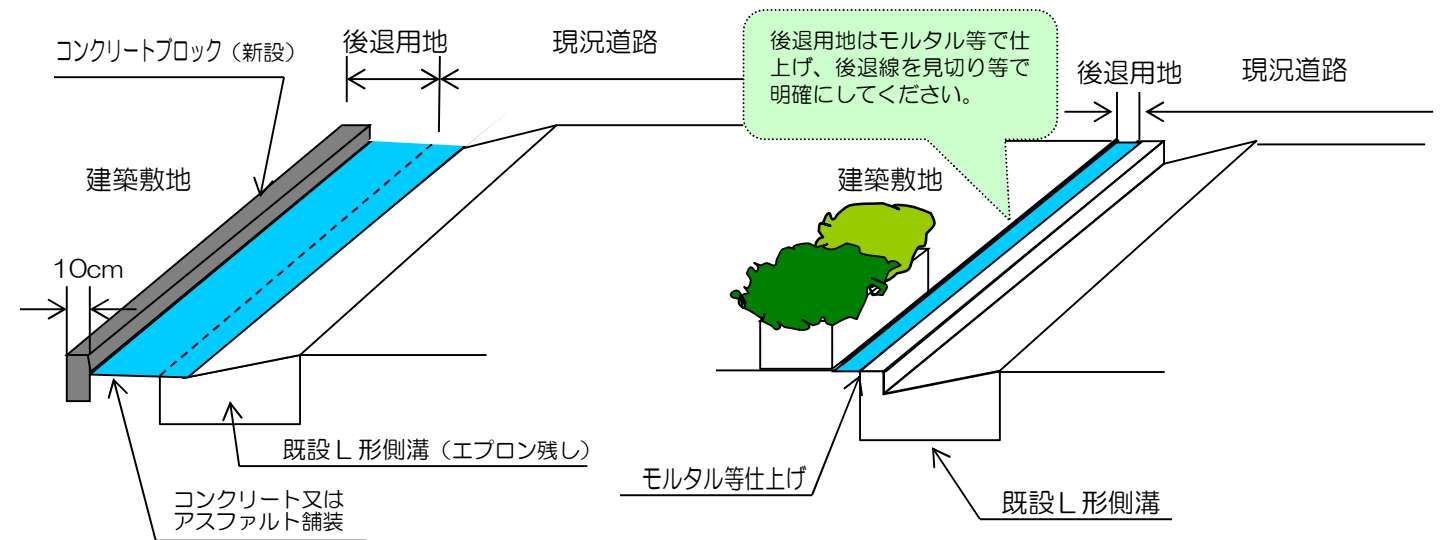 コンクリートブロック（新設）
後退用地
現況道路
建築敷地
10cm
既設Ｌ形側溝（エプロン残し）
コンクリート又は
アスファルト舗装
後退用地はモルタル等で仕
上げ、後退線を見切り等で
明確にしてください。
後退用地
現況道路
建築敷地
モルタル等仕上げ
既設Ｌ形側溝